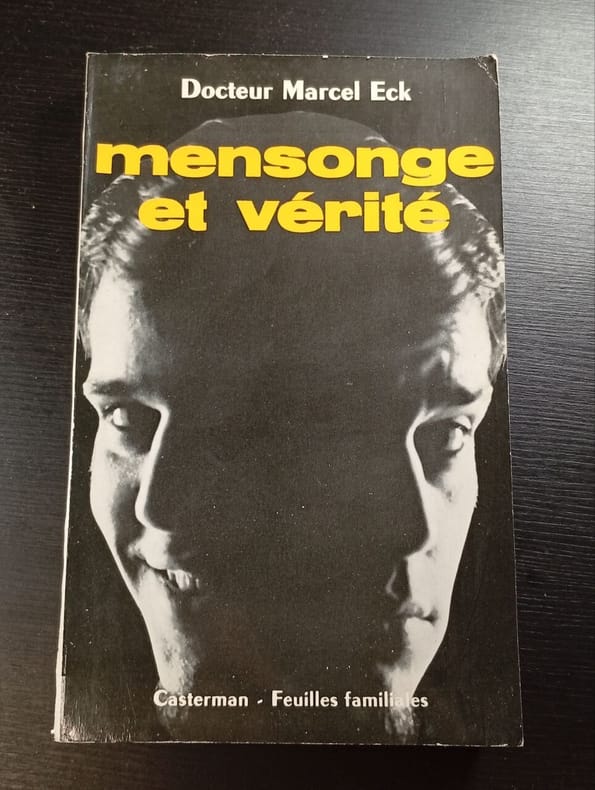 Docteur Marcel Eck
mensonge
et vérité
Casterman - Feuilles familiales